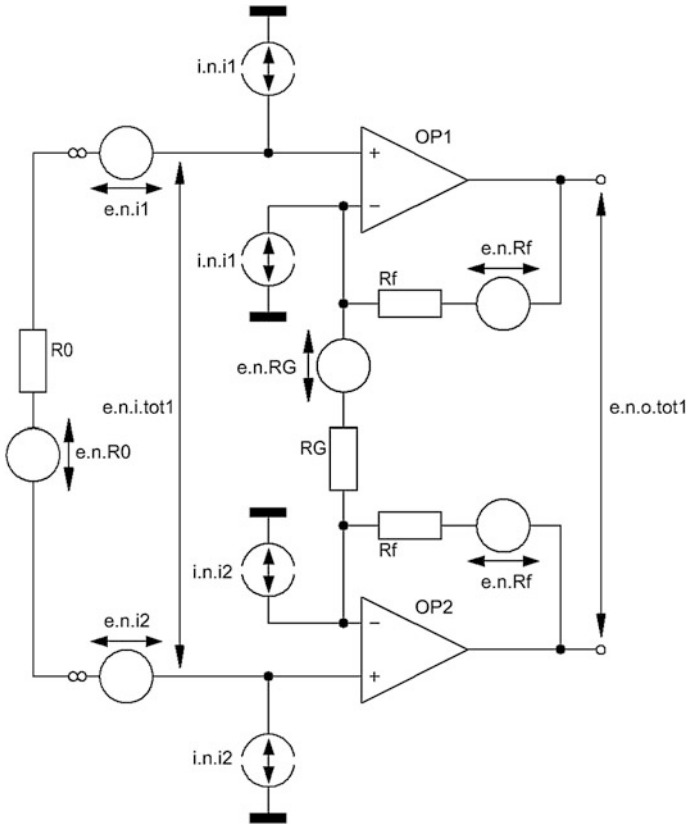 i.n.i1
OP1
+
−
e.n.i1
i.n.i1
e.n.Rf
Rf
R0
e.n.RG
e.n.i.tot1
e.n.o.tot1
e.n.R0
RG
i.n.i2
Rf
e.n.Rf
e.n.i2
OP2
−
+
i.n.i2